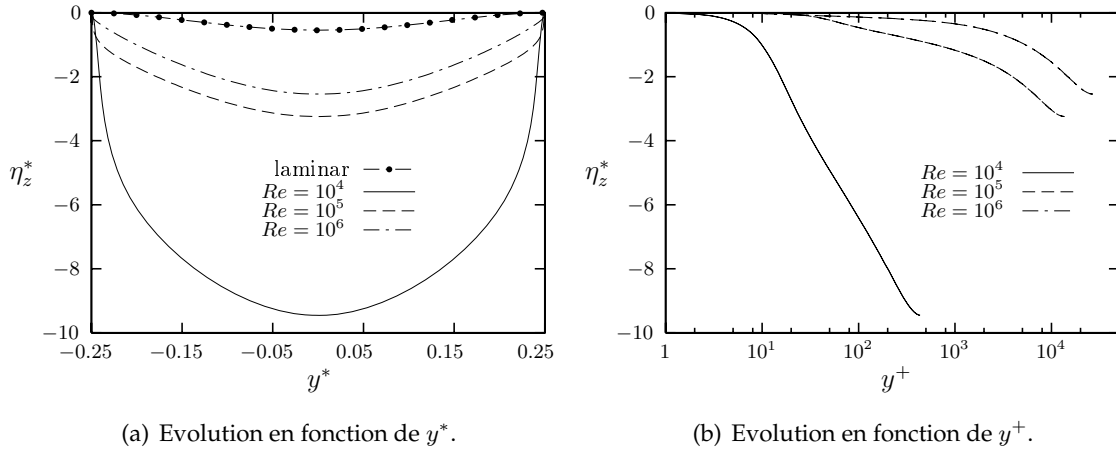 0
−2
−4
−6
−8
−10
η*z
−0.25
−0.15
−0.05
0.05
0.15
0.25
y*
laminar
Re = 10⁴
Re = 10⁵
Re = 10⁶
(a) Evolution en fonction de y*.
0
−2
−4
−6
−8
−10
η*z
1
10¹
10²
10³
10⁴
y⁺
Re = 10⁴
Re = 10⁵
Re = 10⁶
(b) Evolution en fonction de y⁺.